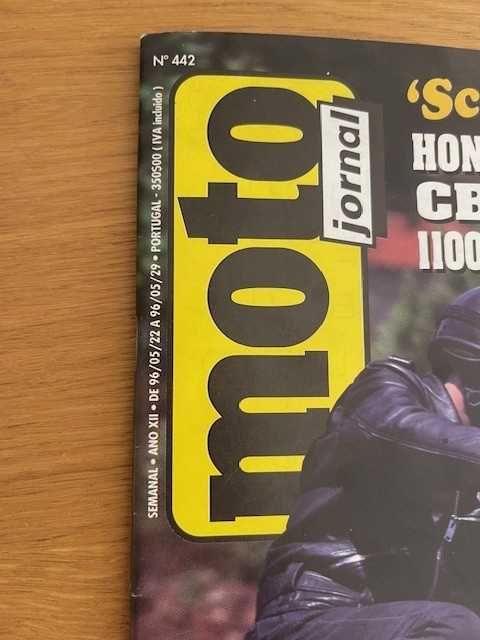 Nº 442
SEMANAL • ANO XII • DE 96/05/22 A 96/05/29 • PORTUGAL - 350$00 ( IVA incluido )
moto
jornal
'Sc
HON
CB
1100